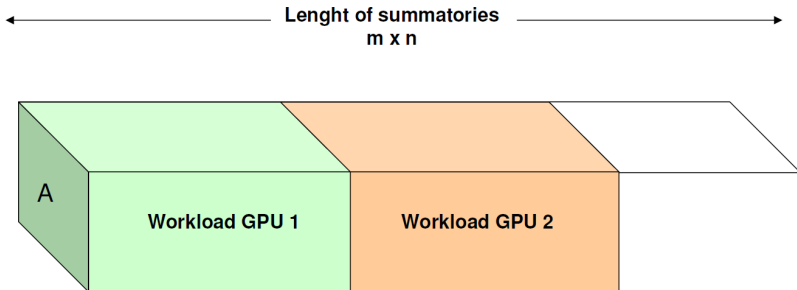 Lenght of summatories
m x n
A
Workload GPU 1
Workload GPU 2